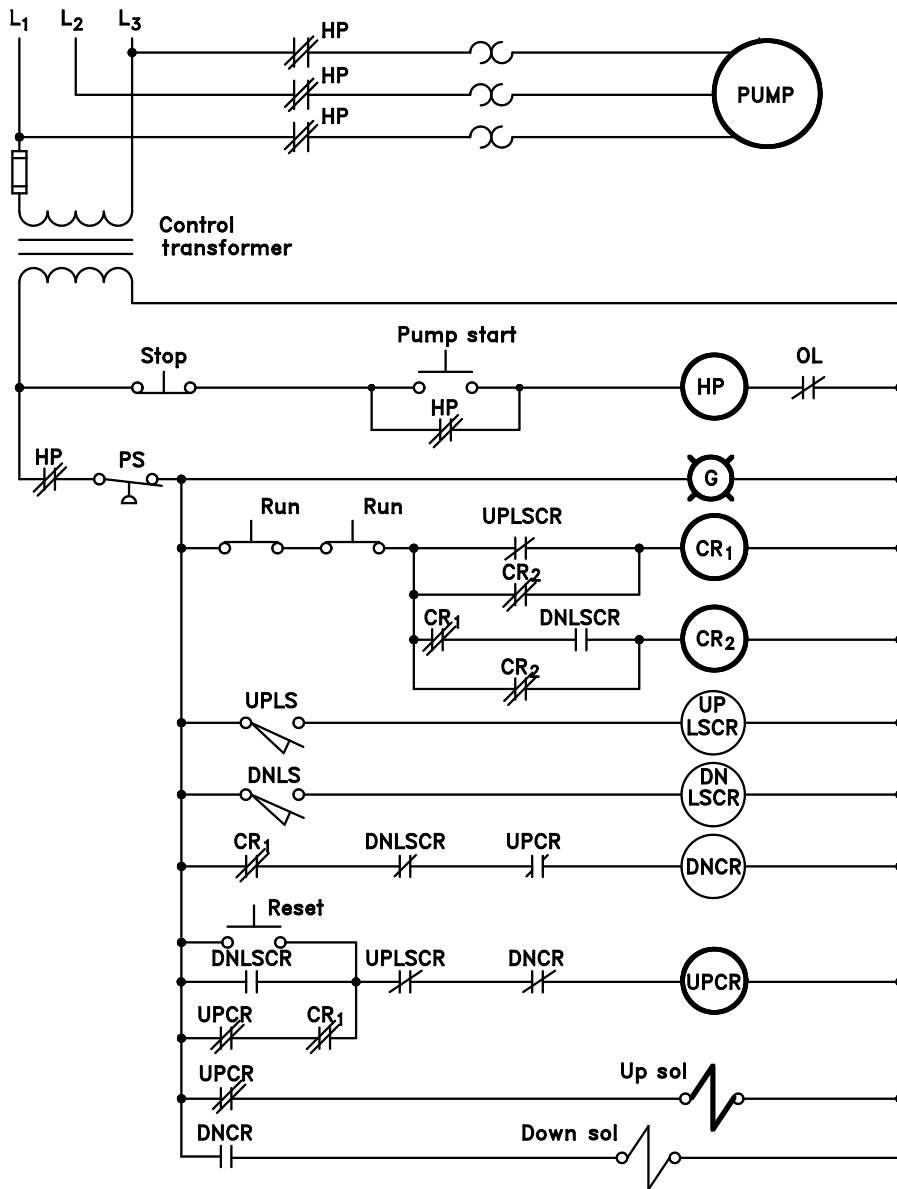 L1 L2 L3
HP
HP
HP
PUMP
Control
transformer
Pump start
Stop
OL
HP
HP
HP
PS
G
Run
Run
UPLSCR
CR1
CR2
CR1
DNLSCR
CR2
CR2
UPLS
UP
LSCR
DNLS
DN
LSCR
CR1
DNLSCR
UPCR
DNCR
Reset
DNLSCR
UPLSCR
DNCR
UPCR
UPCR
CR1
UPCR
Up sol
DNCR
Down sol